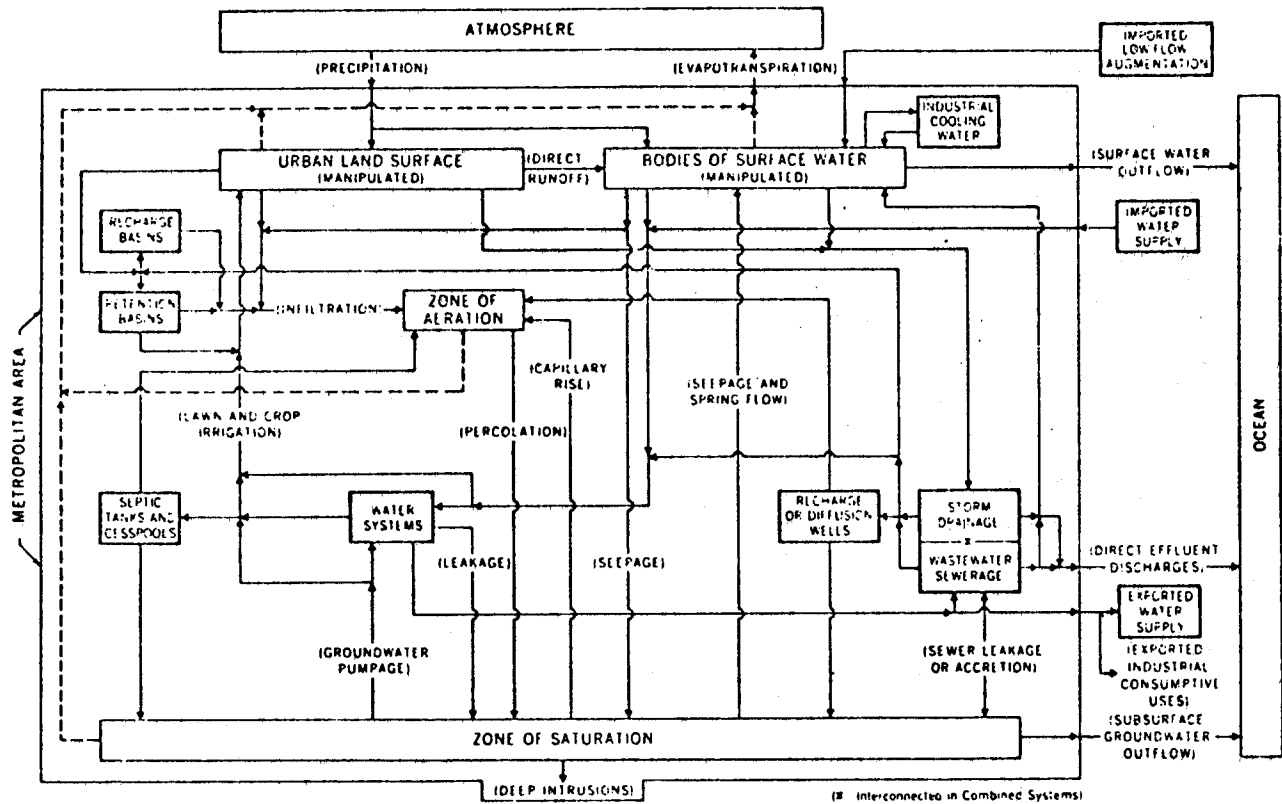 ATMOSPHERE
IMPORTED
LOW FLOW
AUGMENTATION
(PRECIPITATION)
(EVAPOTRANSPIRATION)
INDUSTRIAL
COOLING
WATER
URBAN LAND SURFACE
(MANIPULATED)
(DIRECT
RUNOFF)
BODIES OF SURFACE WATER
(MANIPULATED)
(SURFACE WATER
OUTFLOW)
RECHARGE
BASINS
IMPORTED
WATER
SUPPLY
RETENTION
BASINS
(INFILTRATION)
ZONE OF
AERATION
(CAPILLARY
RISE)
(SEEPAGE AND
SPRING FLOW)
METROPOLITAN AREA
OCEAN
(LAWN AND CROP
IRRIGATION)
(PERCOLATION)
SEPTIC
TANKS AND
CESSPOOLS
WATER
SYSTEMS
RECHARGE
OR DIFFUSION
WELLS
STORM
DRAINAGE
*
WASTEWATER
SEWERAGE
(LEAKAGE)
(SEEPAGE)
(DIRECT EFFLUENT
DISCHARGES)
EXPORTED
WATER
SUPPLY
(GROUNDWATER
PUMPAGE)
(SEWER LEAKAGE
OR ACCRETION)
(EXPORTED
INDUSTRIAL
CONSUMPTIVE
USES)
(SUBSURFACE
GROUNDWATER
OUTFLOW)
ZONE OF SATURATION
(DEEP INTRUSIONS)
(* Interconnected in Combined Systems)